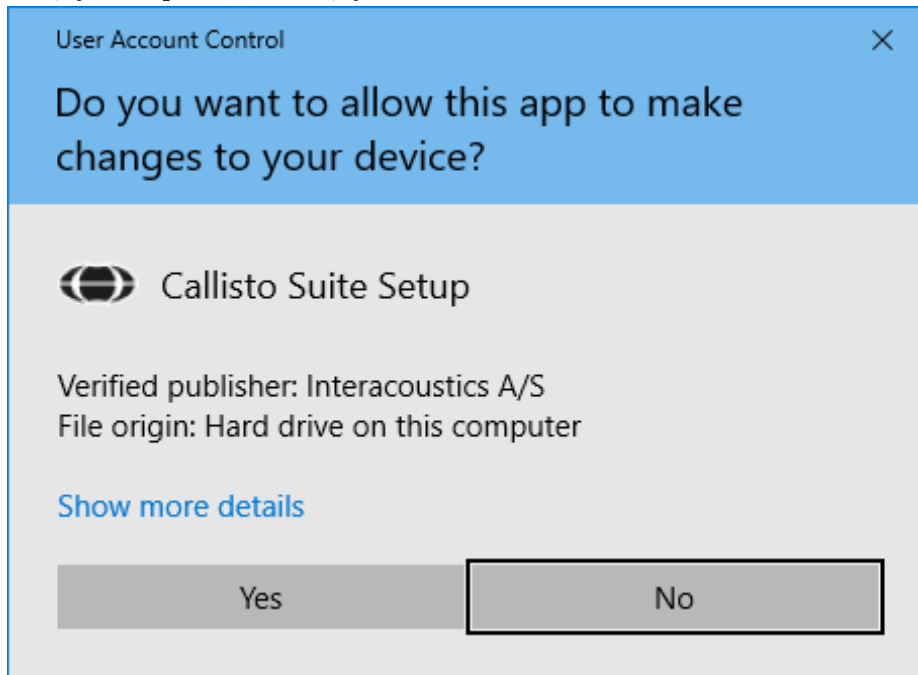 User Account Control
Do you want to allow this app to make
changes to your device?
Callisto Suite Setup
Verified publisher: Interacoustics A/S
File origin: Hard drive on this computer
Show more details
Yes
No